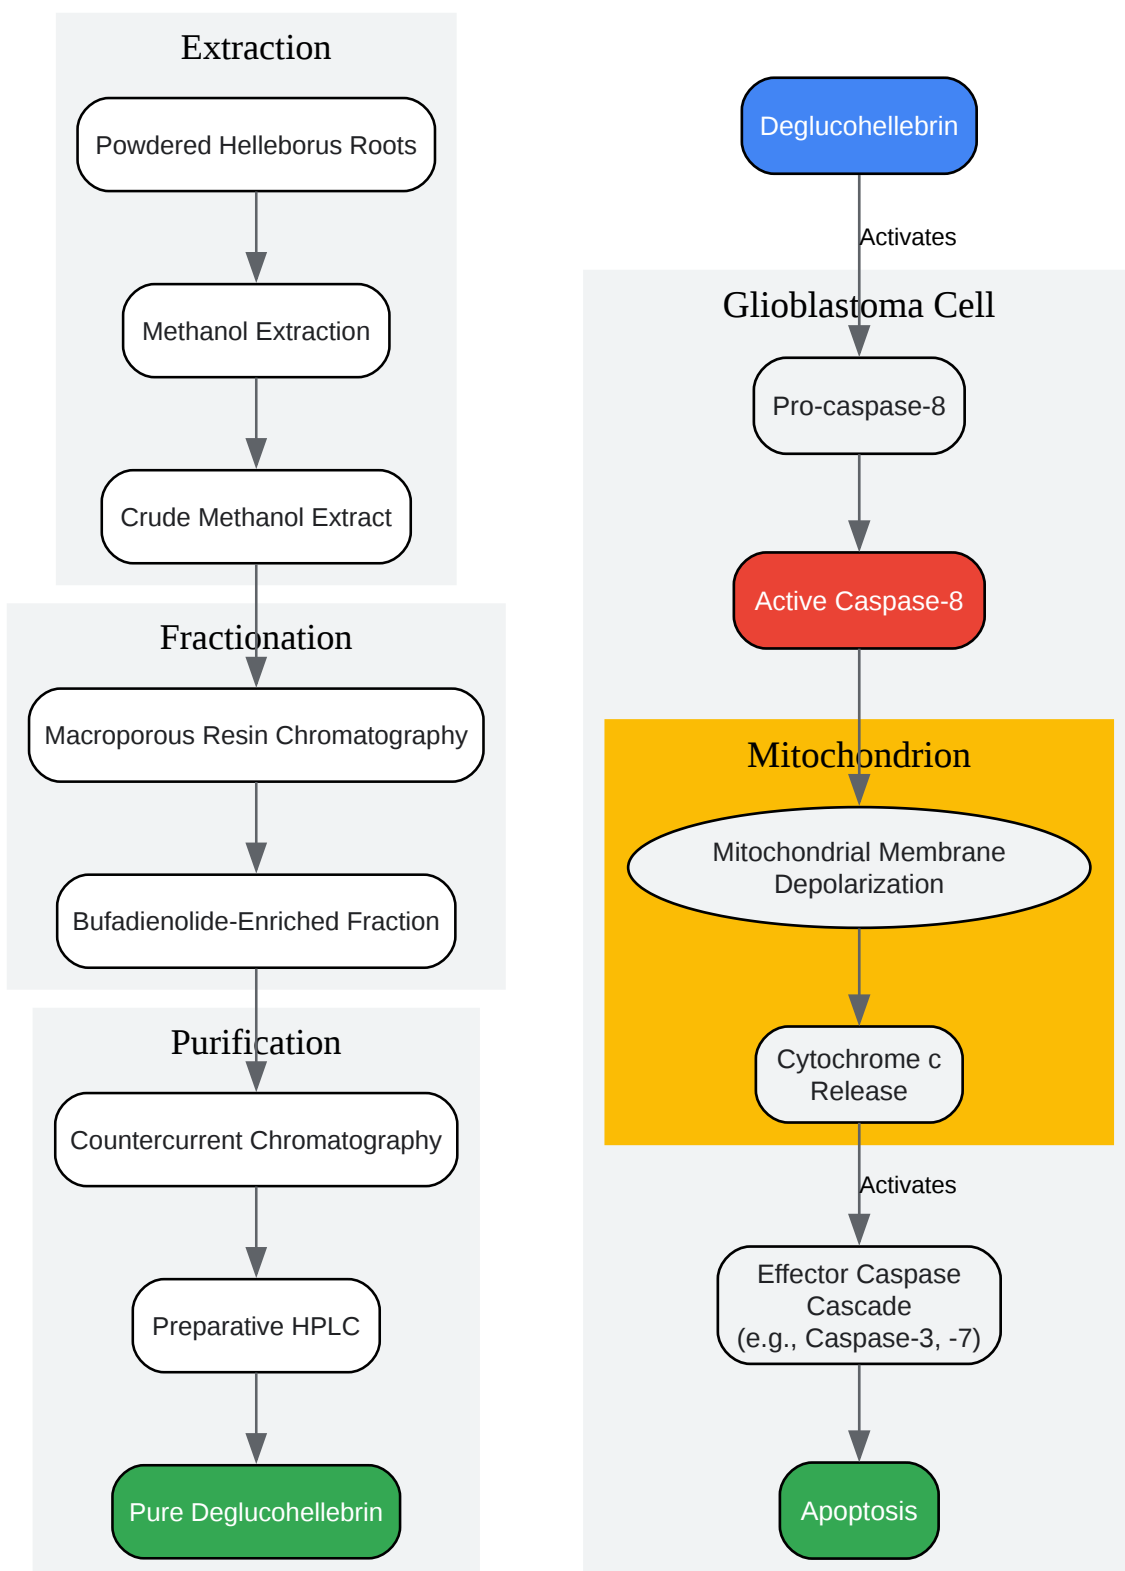 Extraction
Powdered Helleborus Roots
Methanol Extraction
Crude Methanol Extract
Fractionation
Macroporous Resin Chromatography
Bufadienolide-Enriched Fraction
Purification
Countercurrent Chromatography
Preparative HPLC
Pure Deglucohellebrin
Deglucohellebrin
Activates
Glioblastoma Cell
Pro-caspase-8
Active Caspase-8
Mitochondrion
Mitochondrial Membrane
Depolarization
Cytochrome c
Release
Activates
Effector Caspase
Cascade
(e.g., Caspase-3, -7)
Apoptosis